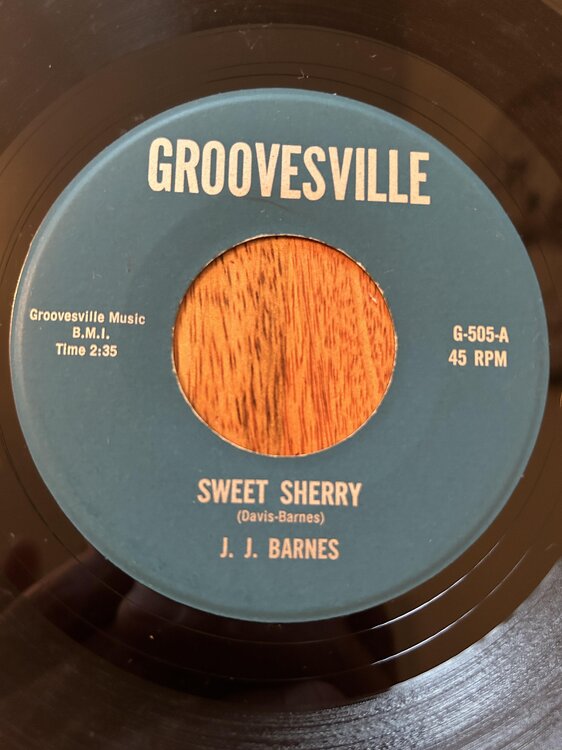 GROOVESVILLE
Groovesville Music
B.M.I.
Time 2:35
G-505-A
45 RPM
SWEET SHERRY
(Davis-Barnes)
J. J. BARNES